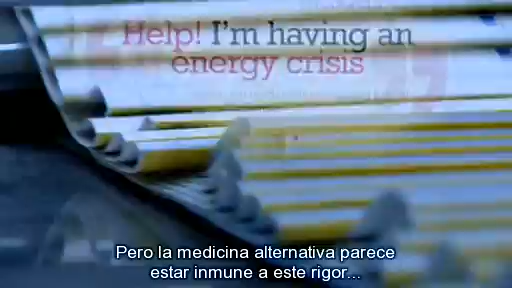 Help! I'm having an
energy crisis
Pero la medicina alternativa parece
estar inmune a este rigor...